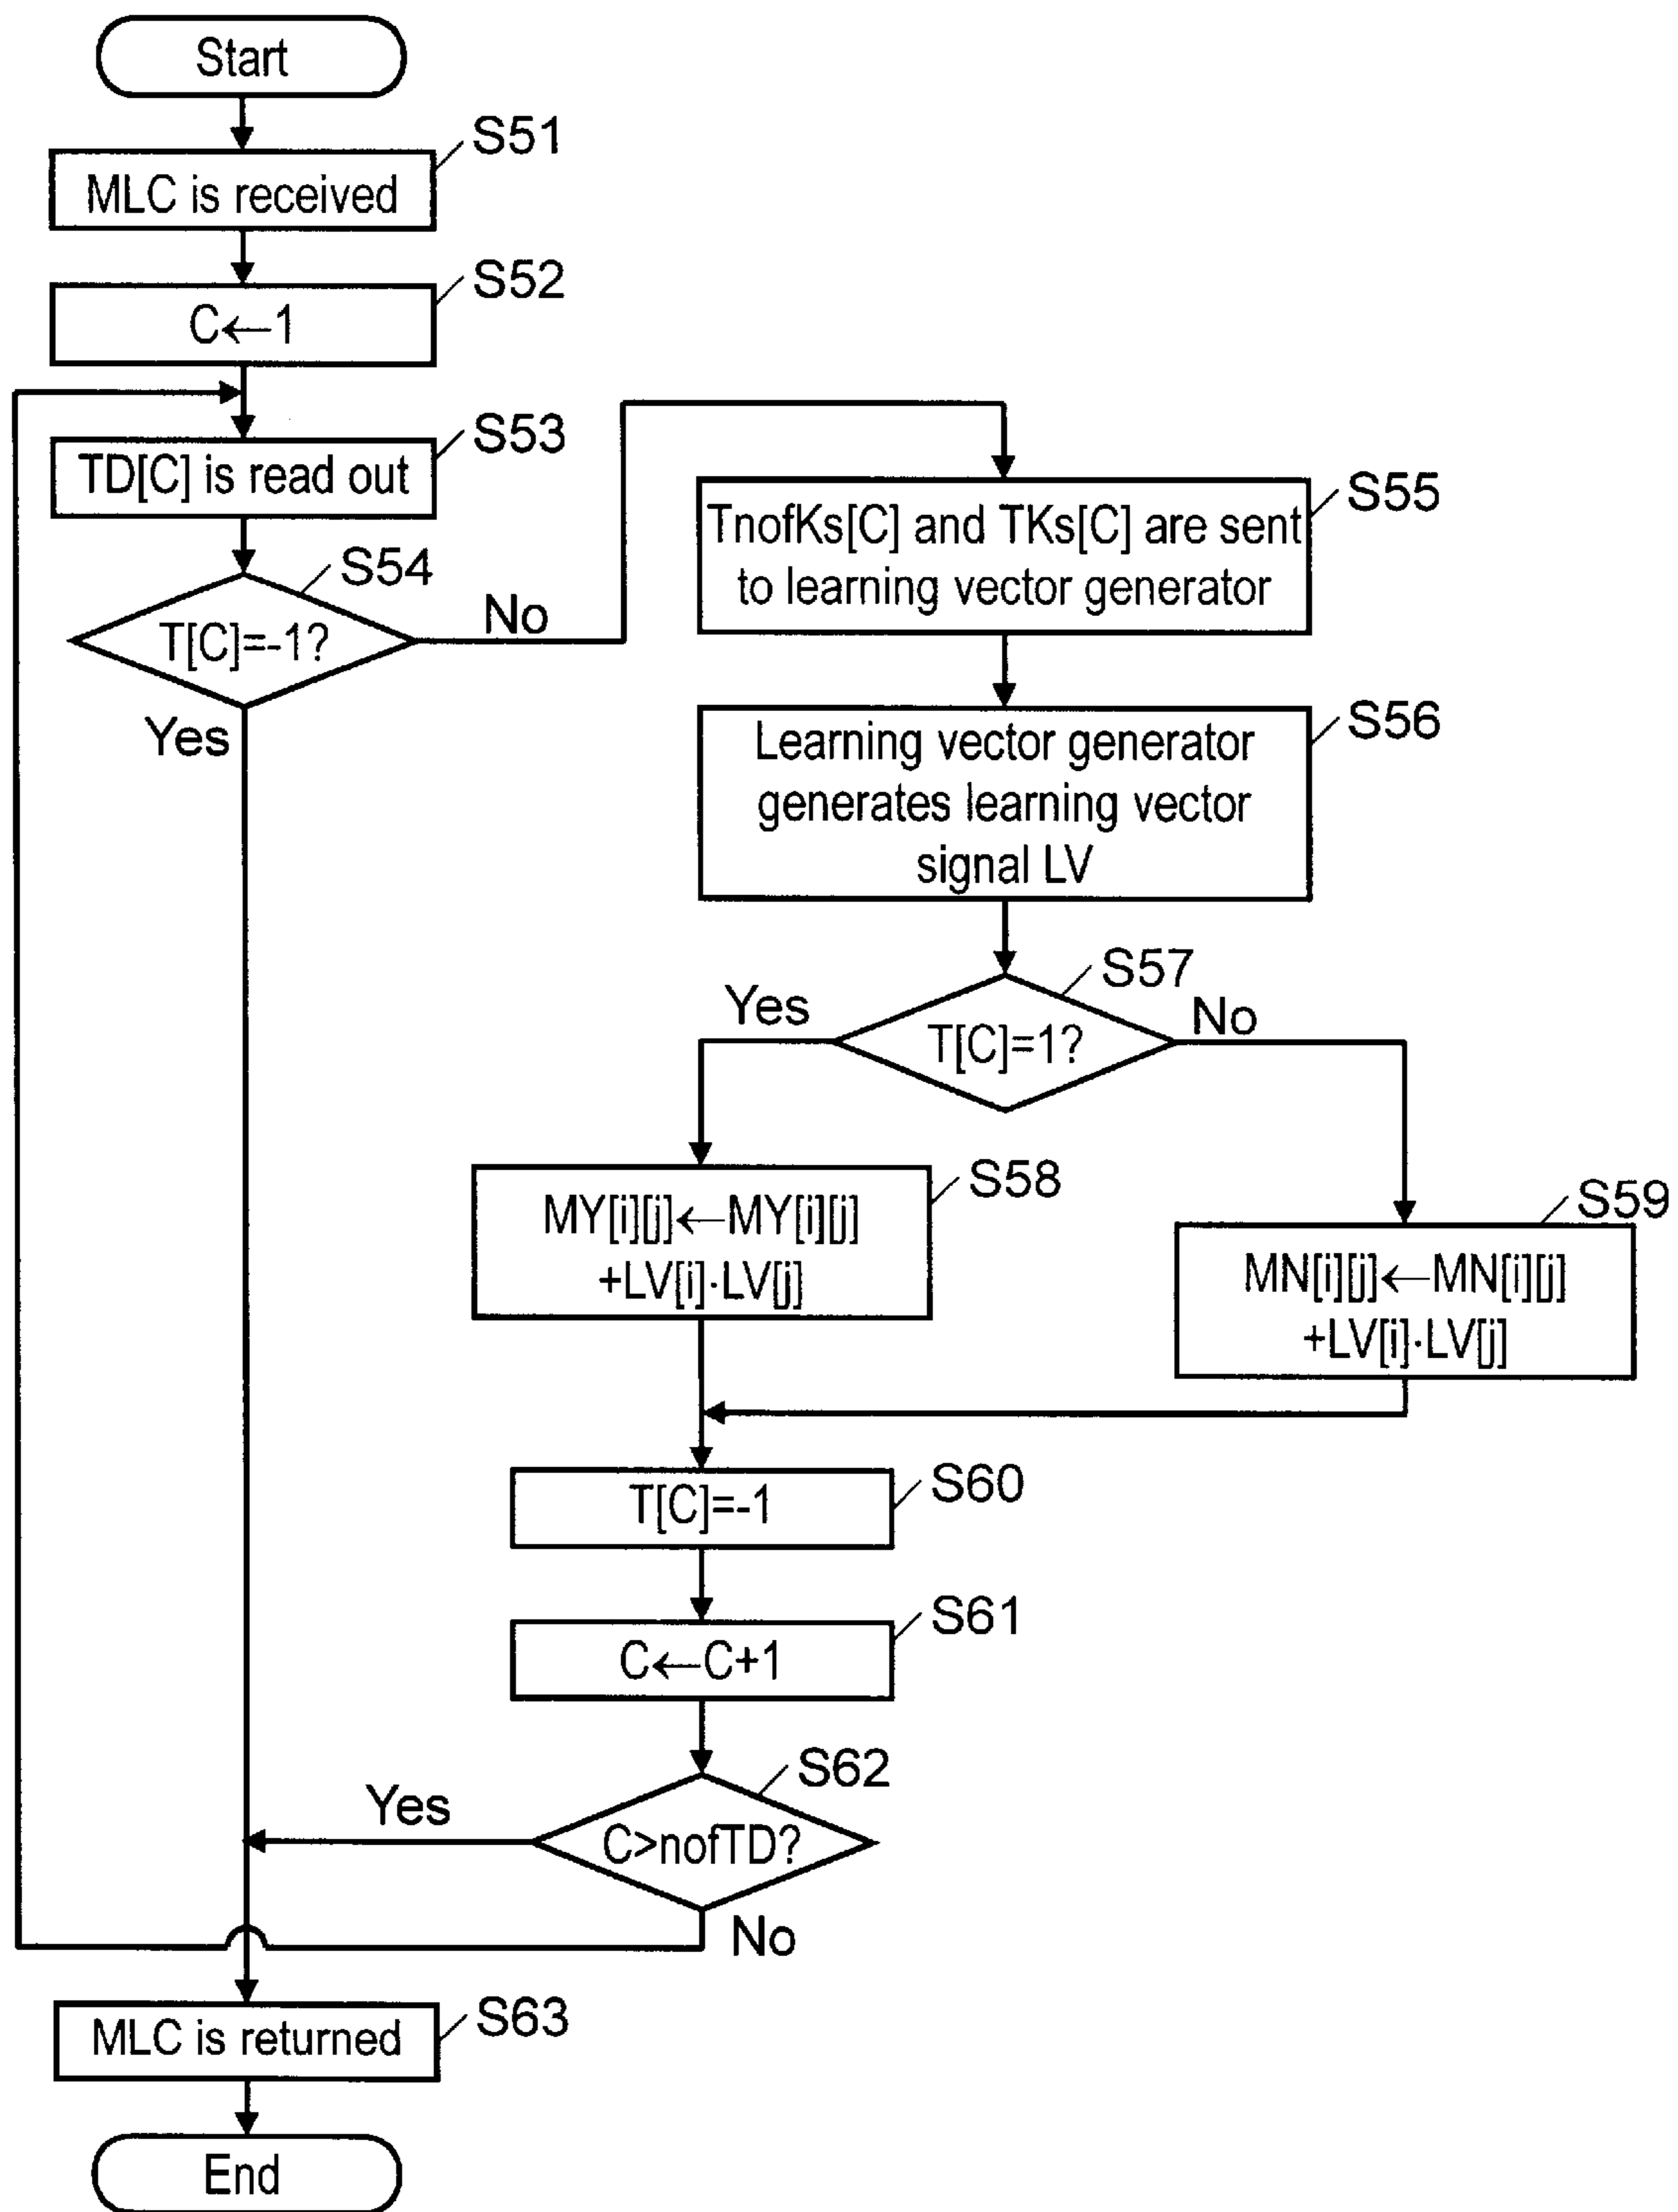 Start
S51
MLC is received
S52
C←1
S53
TD[C] is read out
S54
T[C]=-1?
No
Yes
S55
TnofKs[C] and TKs[C] are sent
to learning vector generator
S56
Learning vector generator
generates learning vector
signal LV
S57
T[C]=1?
Yes
No
S58
MY[i][j]←MY[i][j]
+LV[i]·LV[j]
S59
MN[i][j]←MN[i][j]
+LV[i]·LV[j]
S60
T[C]=-1
S61
C←C+1
S62
C>nofTD?
Yes
No
S63
MLC is returned
End